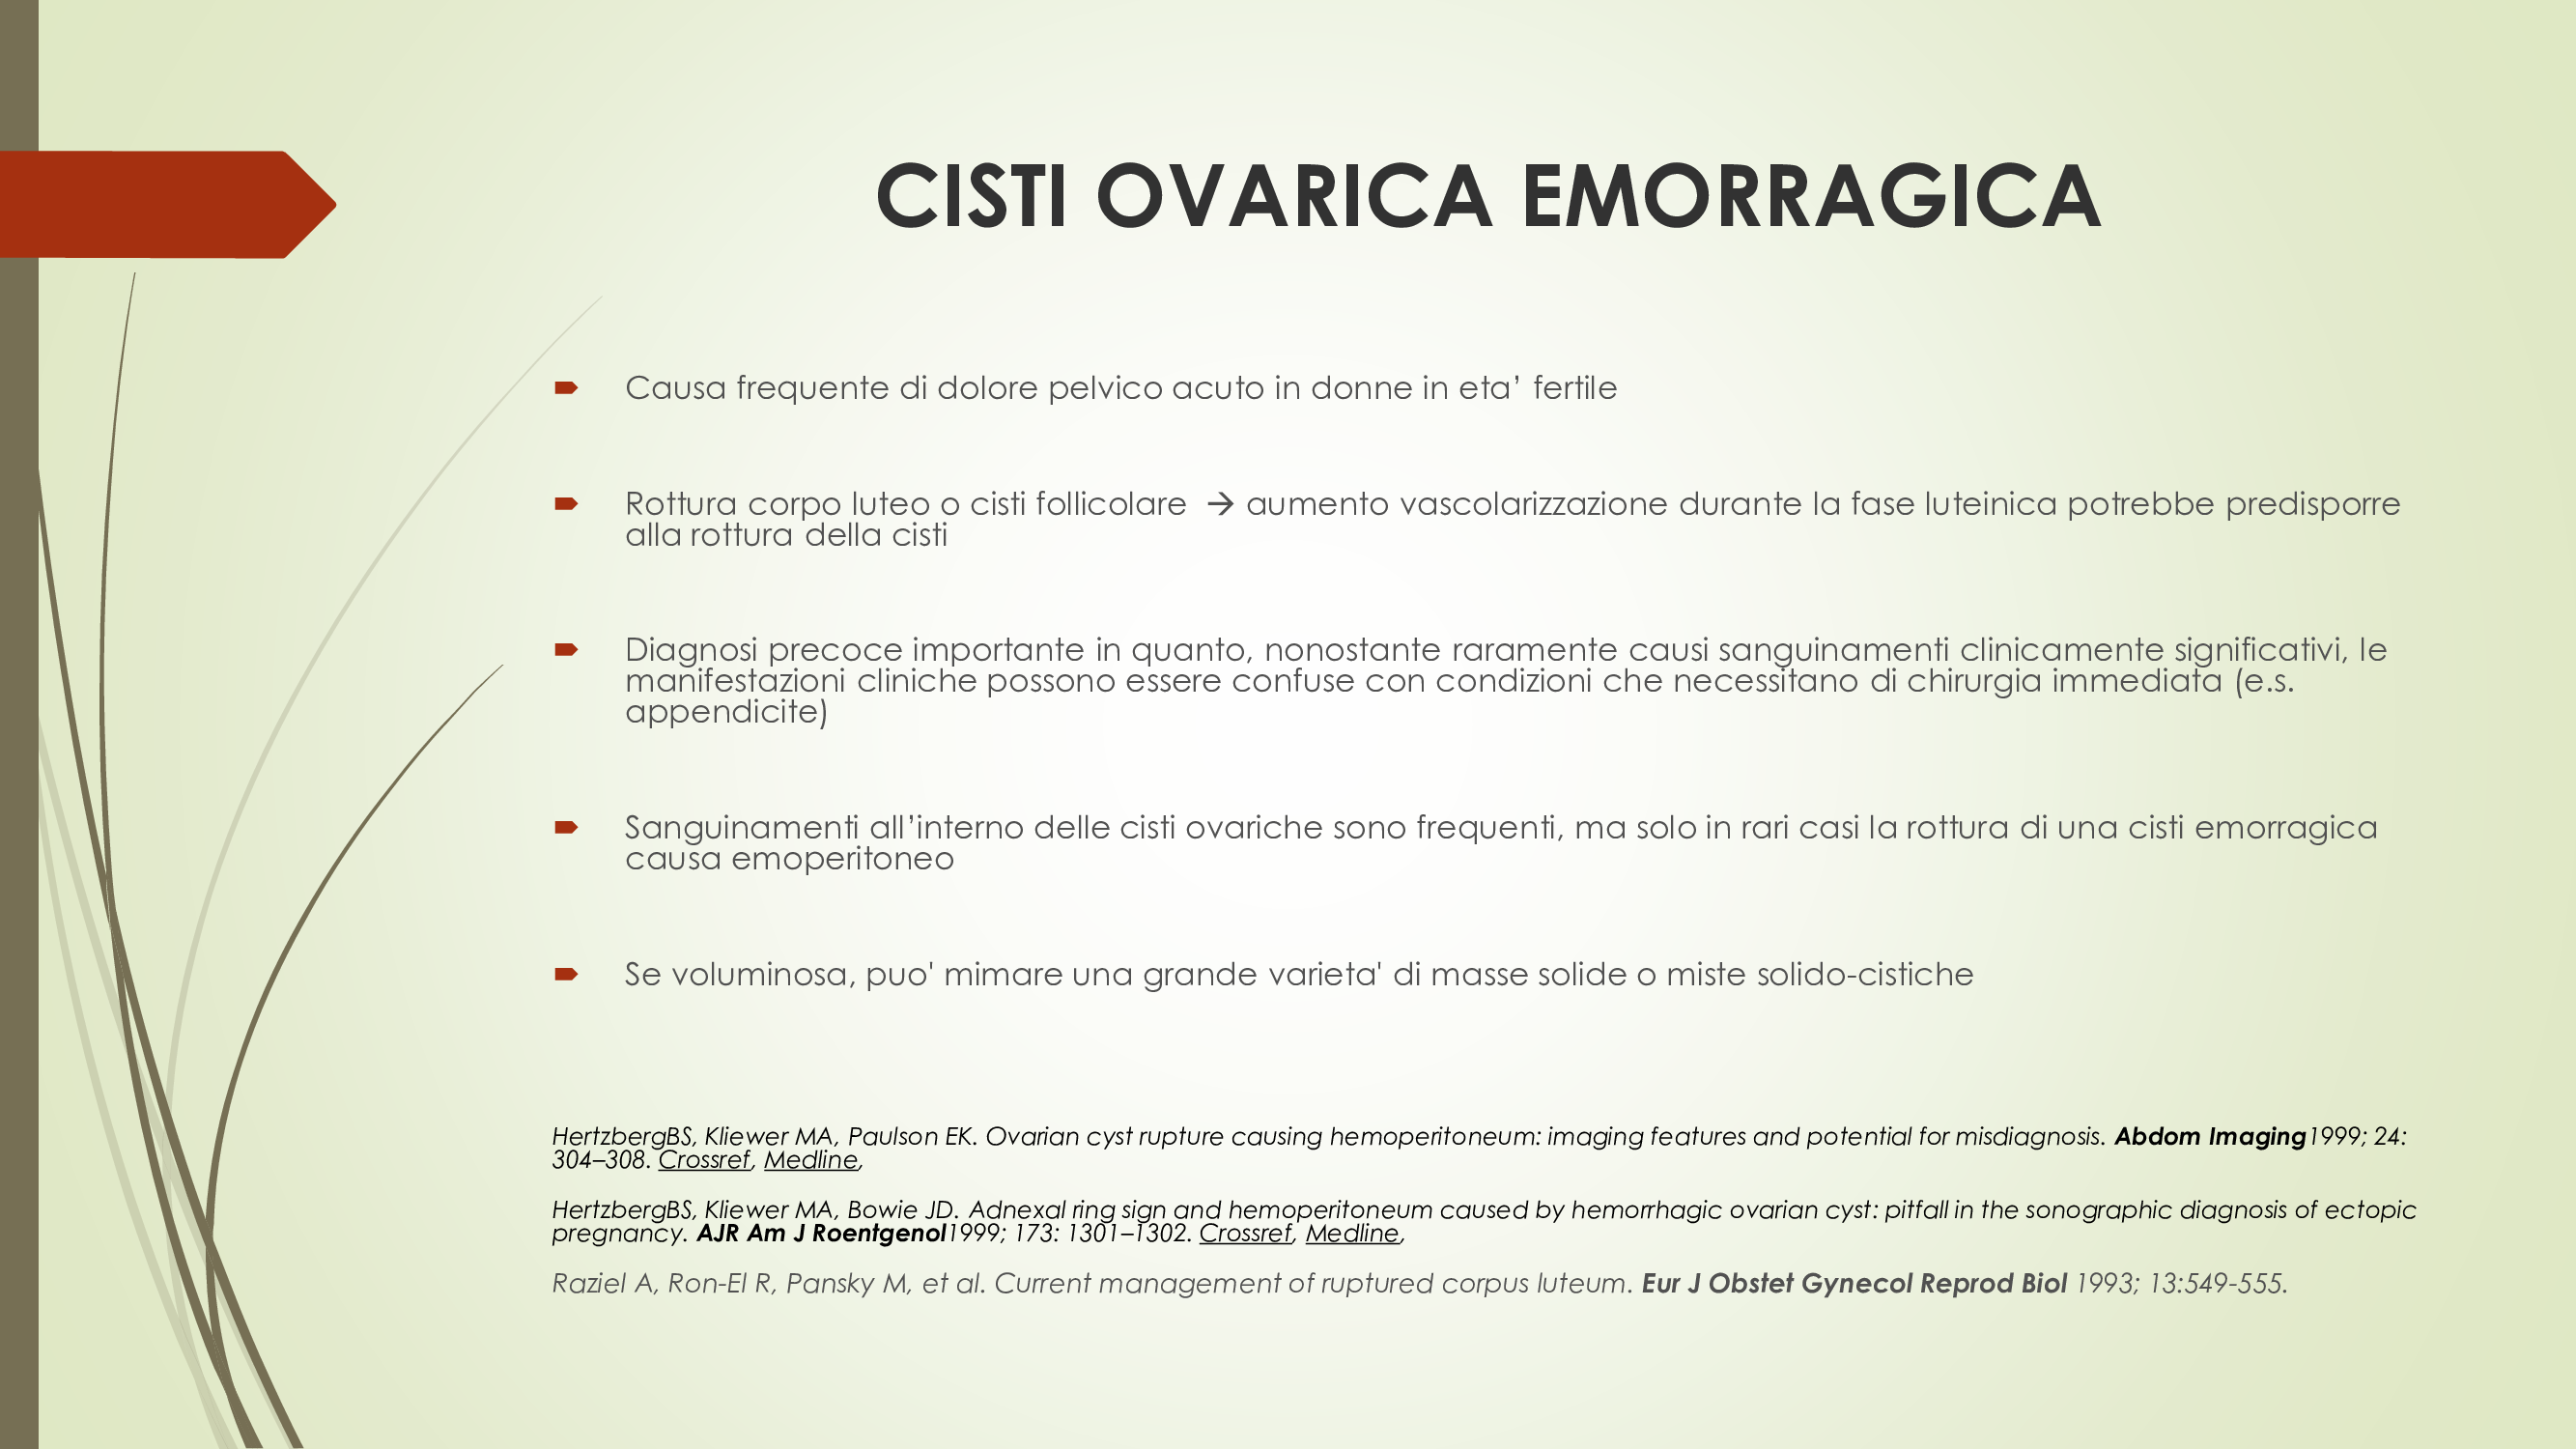 CISTI OVARICA EMORRAGICA
Causa frequente di dolore pelvico acuto in donne in eta’ fertile
Rottura corpo luteo o cisti follicolare → aumento vascolarizzazione durante la fase luteinica potrebbe predisporre
alla rottura della cisti
Diagnosi precoce importante in quanto, nonostante raramente causi sanguinamenti clinicamente significativi, le
manifestazioni cliniche possono essere confuse con condizioni che necessitano di chirurgia immediata (e.s.
appendicite)
Sanguinamenti all’interno delle cisti ovariche sono frequenti, ma solo in rari casi la rottura di una cisti emorragica
causa emoperitoneo
Se voluminosa, puo' mimare una grande varieta' di masse solide o miste solido-cistiche
HertzbergBS, Kliewer MA, Paulson EK. Ovarian cyst rupture causing hemoperitoneum: imaging features and potential for misdiagnosis. Abdom Imaging1999; 24:
304–308. Crossref, Medline,
HertzbergBS, Kliewer MA, Bowie JD. Adnexal ring sign and hemoperitoneum caused by hemorrhagic ovarian cyst: pitfall in the sonographic diagnosis of ectopic
pregnancy. AJR Am J Roentgenol1999; 173: 1301–1302. Crossref, Medline,
Raziel A, Ron-El R, Pansky M, et al. Current management of ruptured corpus luteum. Eur J Obstet Gynecol Reprod Biol 1993; 13:549-555.